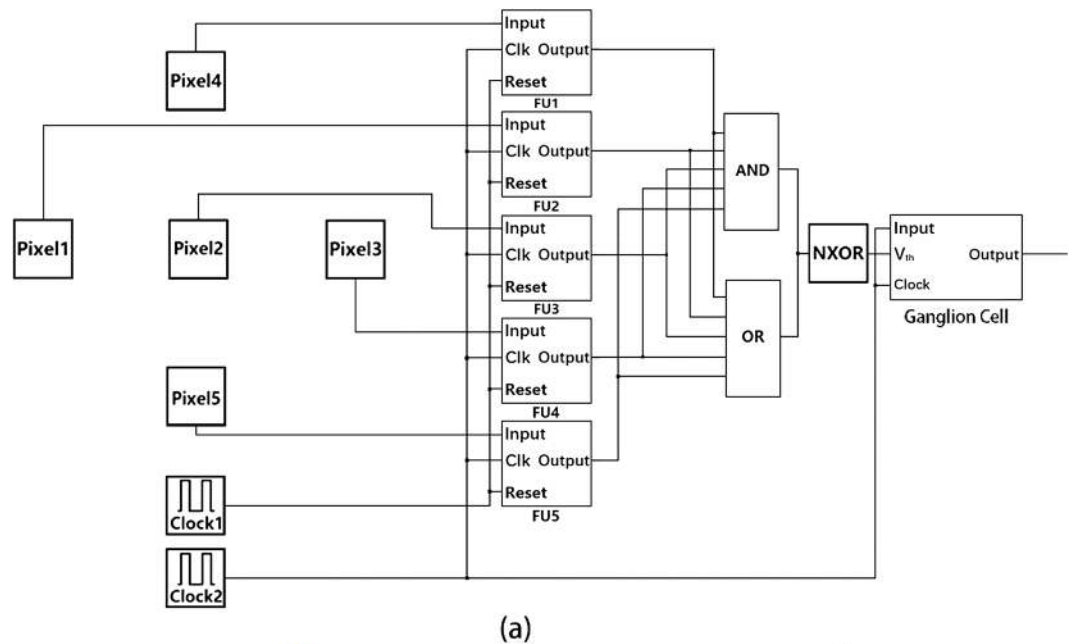 Input
Clk Output
Reset
FU1
Pixel4
Input
Clk Output
Reset
FU2
Pixel1
Pixel2
Pixel3
Input
Clk Output
Reset
FU3
Input
Clk Output
Reset
FU4
Pixel5
Input
Clk Output
Reset
FU5
Clock1
Clock2
AND
OR
NXOR
Input
Vth Output
Clock
Ganglion Cell
(a)